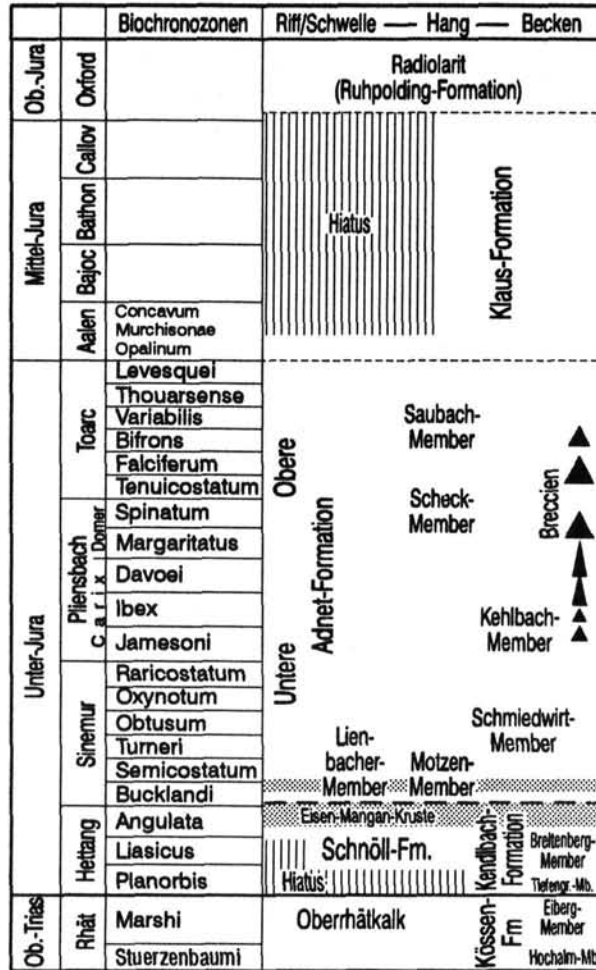 Biochronozonen Riff/Schwelle — Hang — Becken
Ob.-Jura
Oxford
Radiolarit
(Ruhpolding-Formation)
Mittel-Jura
Callov
Bathon
Bajoc
Aalen
Hiatus
Klaus-Formation
Concavum
Murchisonae
Opalinum
Unter-Jura
Toarc
Levesquei
Thouarsense
Variabilis
Bifrons
Falciferum
Tenuicostatum
Pliensbach
Domer
Carix
Spinatum
Margaritatus
Davoei
Ibex
Jamesoni
Sinemur
Raricostatum
Oxynotum
Obtusum
Turneri
Semicostatum
Bucklandi
Hettang
Angulata
Liasicus
Planorbis
Obere
Untere
Adnet-Formation
Saubach-
Member
Scheck-
Member
Breccien
Kehlbach-
Member
Schmiedwirt-
Member
Lien-
bacher-
Member
Motzen-
Member
Eisen-Mangan-Kruste
Schnöll-Fm.
Hiatus
Kendlbach-
Formation
Breitenberg-
Member
Tiefengr.-Mb.
Ob.-Trias
Rhät
Marshi
Stuerzenbaumi
Oberrhätkalk
Kössen-
Fm
Eiberg-
Member
Hochalm-Mb